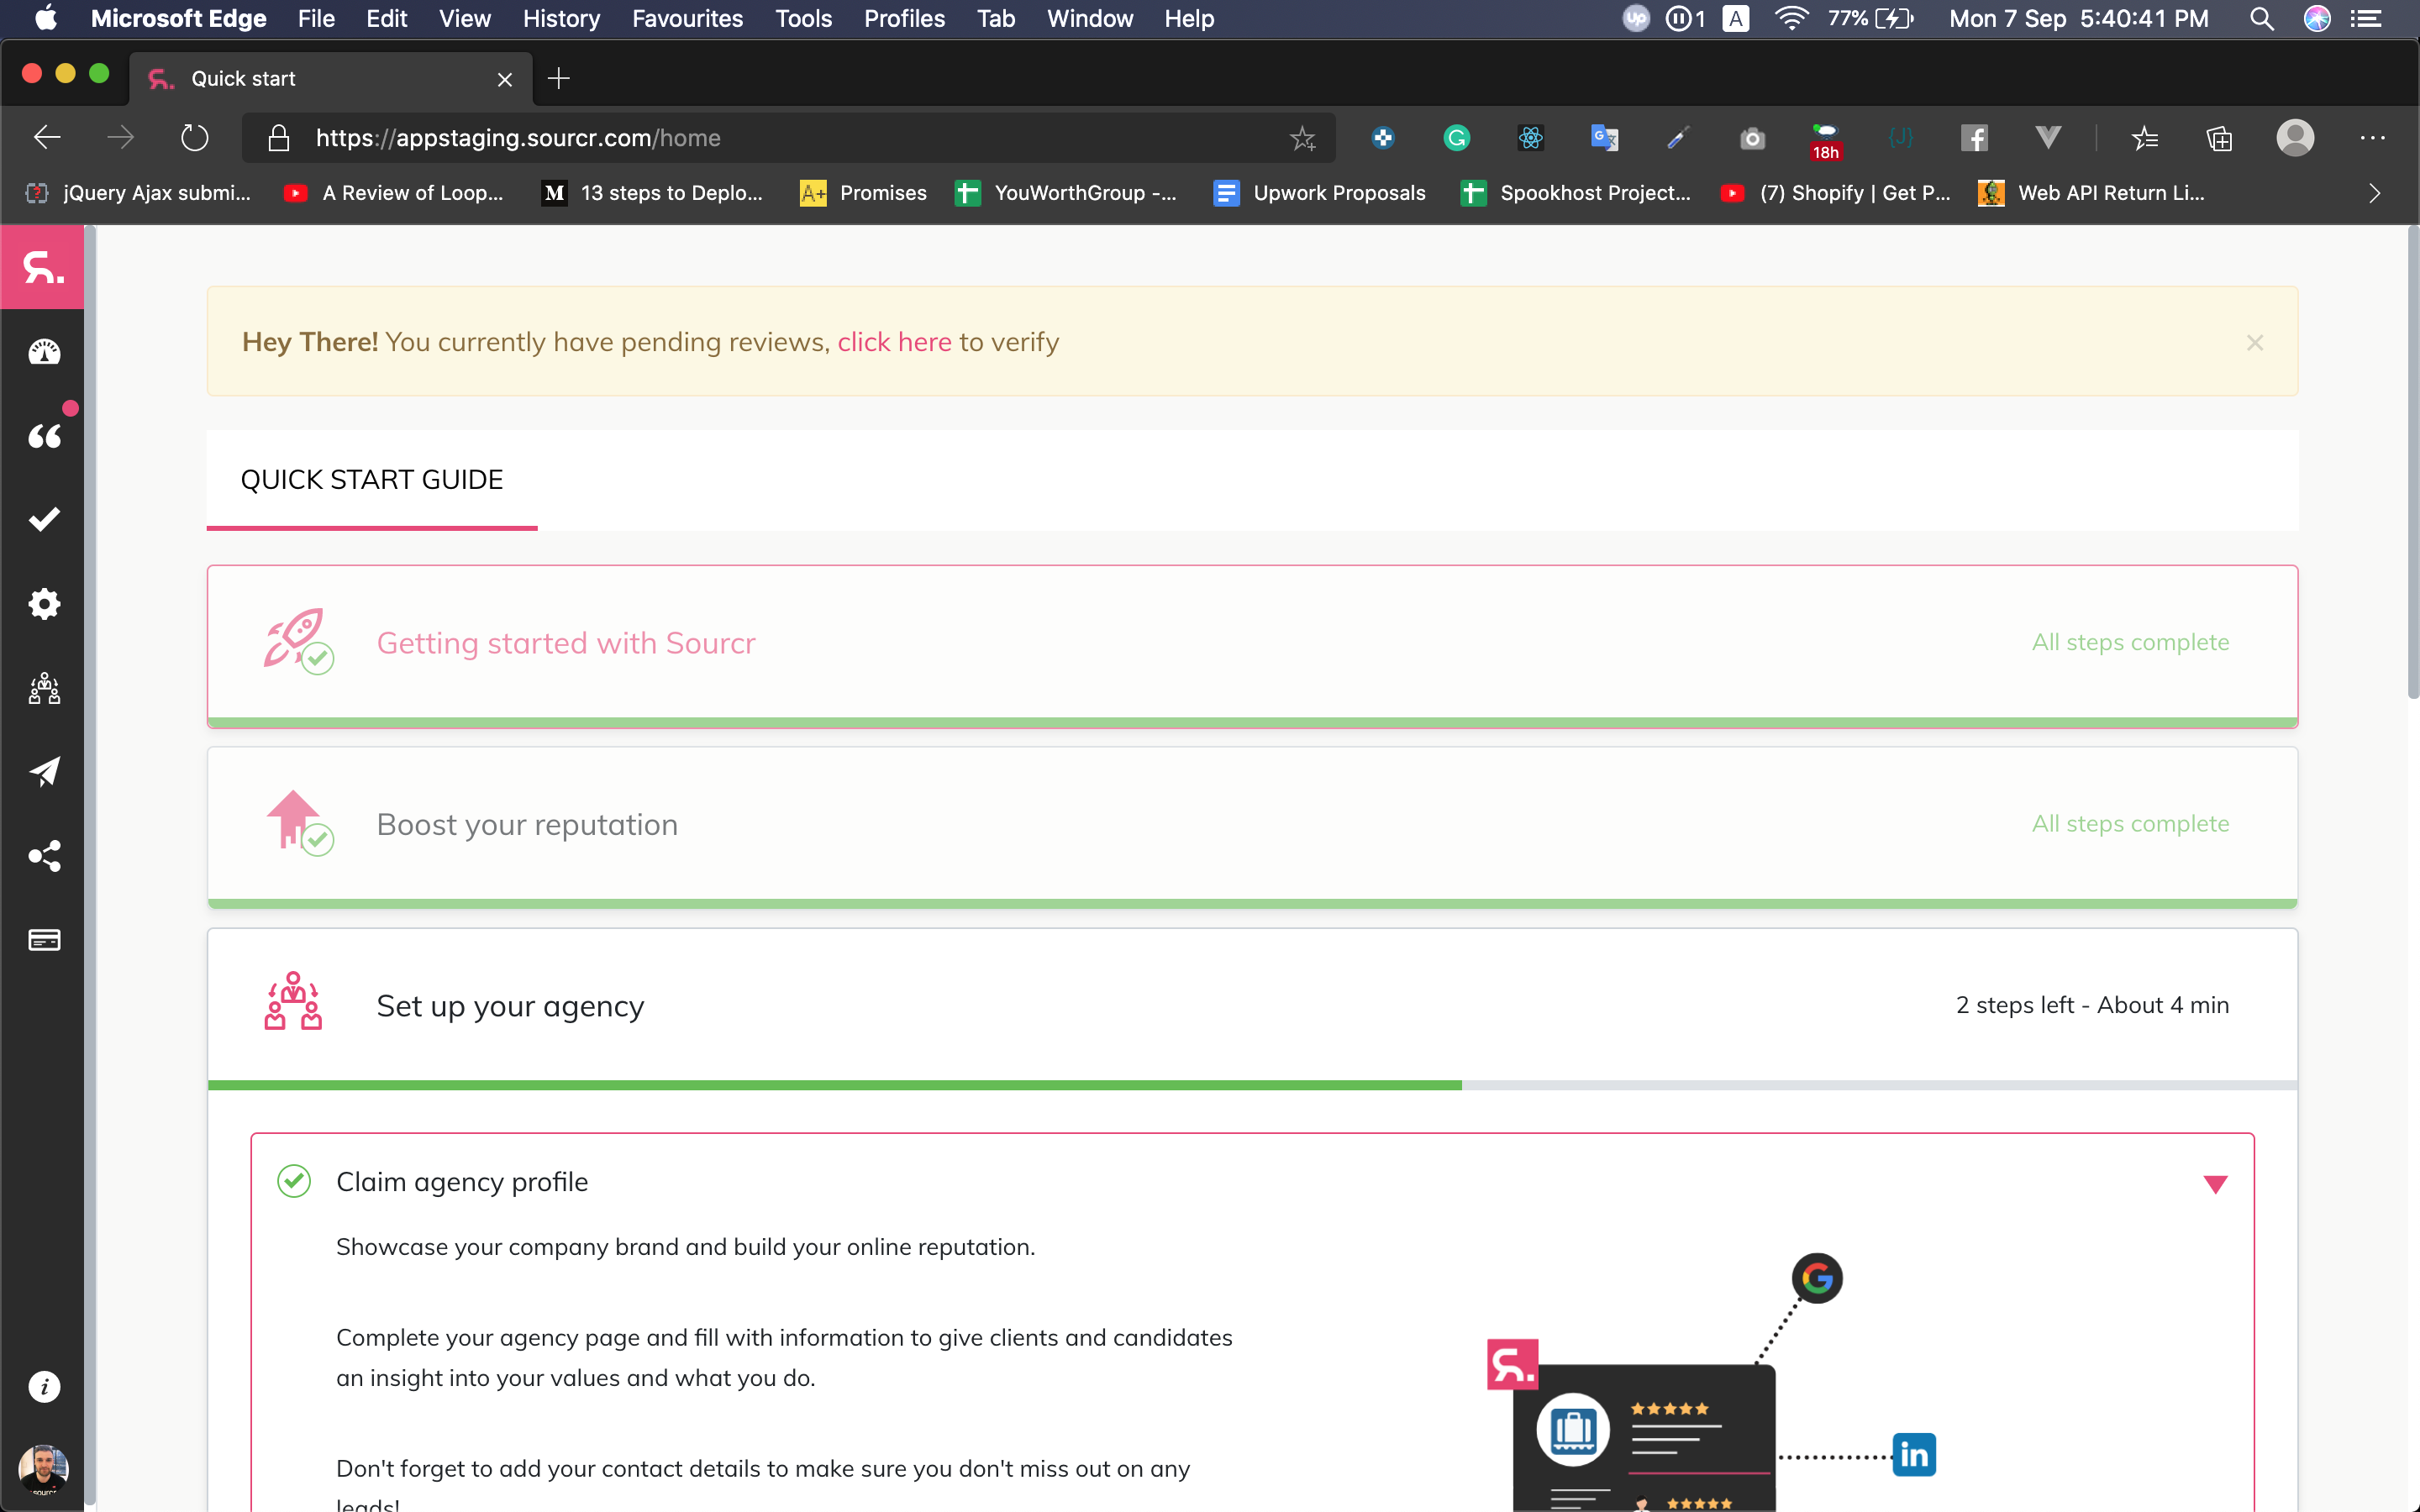 Microsoft Edge File Edit View History Favourites Tools Profiles Tab Window Help
1 A 77% Mon 7 Sep 5:40:41 PM
Quick start
https://appstaging.sourcr.com/home
18h
jQuery Ajax submi... A Review of Loop... M 13 steps to Deplo... A+ Promises YouWorthGroup -... Upwork Proposals Spookhost Project... (7) Shopify | Get P... Web API Return Li...
Hey There! You currently have pending reviews, click here to verify
QUICK START GUIDE
Getting started with Sourcr
All steps complete
Boost your reputation
All steps complete
Set up your agency
2 steps left - About 4 min
Claim agency profile
Showcase your company brand and build your online reputation.
Complete your agency page and fill with information to give clients and candidates
an insight into your values and what you do.
Don't forget to add your contact details to make sure you don't miss out on any
leads!
in